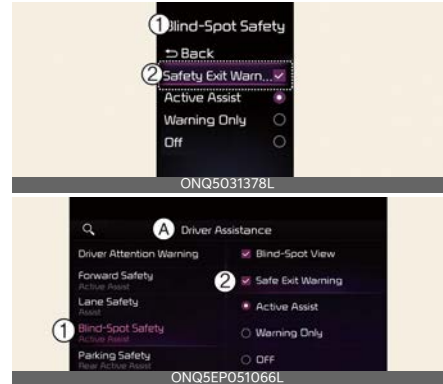 ① Blind-Spot Safety
⮌ Back
② Safety Exit Warn...
Active Assist
Warning Only
Off
ONQ5031378L
Ⓐ Driver Assistance
Driver Attention Warning
Blind-Spot View
Forward Safety
Active Assist
② Safe Exit Warning
Lane Safety
Assist
Active Assist
① Blind-Spot Safety
Active Assist
Warning Only
Parking Safety
Rear Active Assist
OFF
ONQ5EP051066L